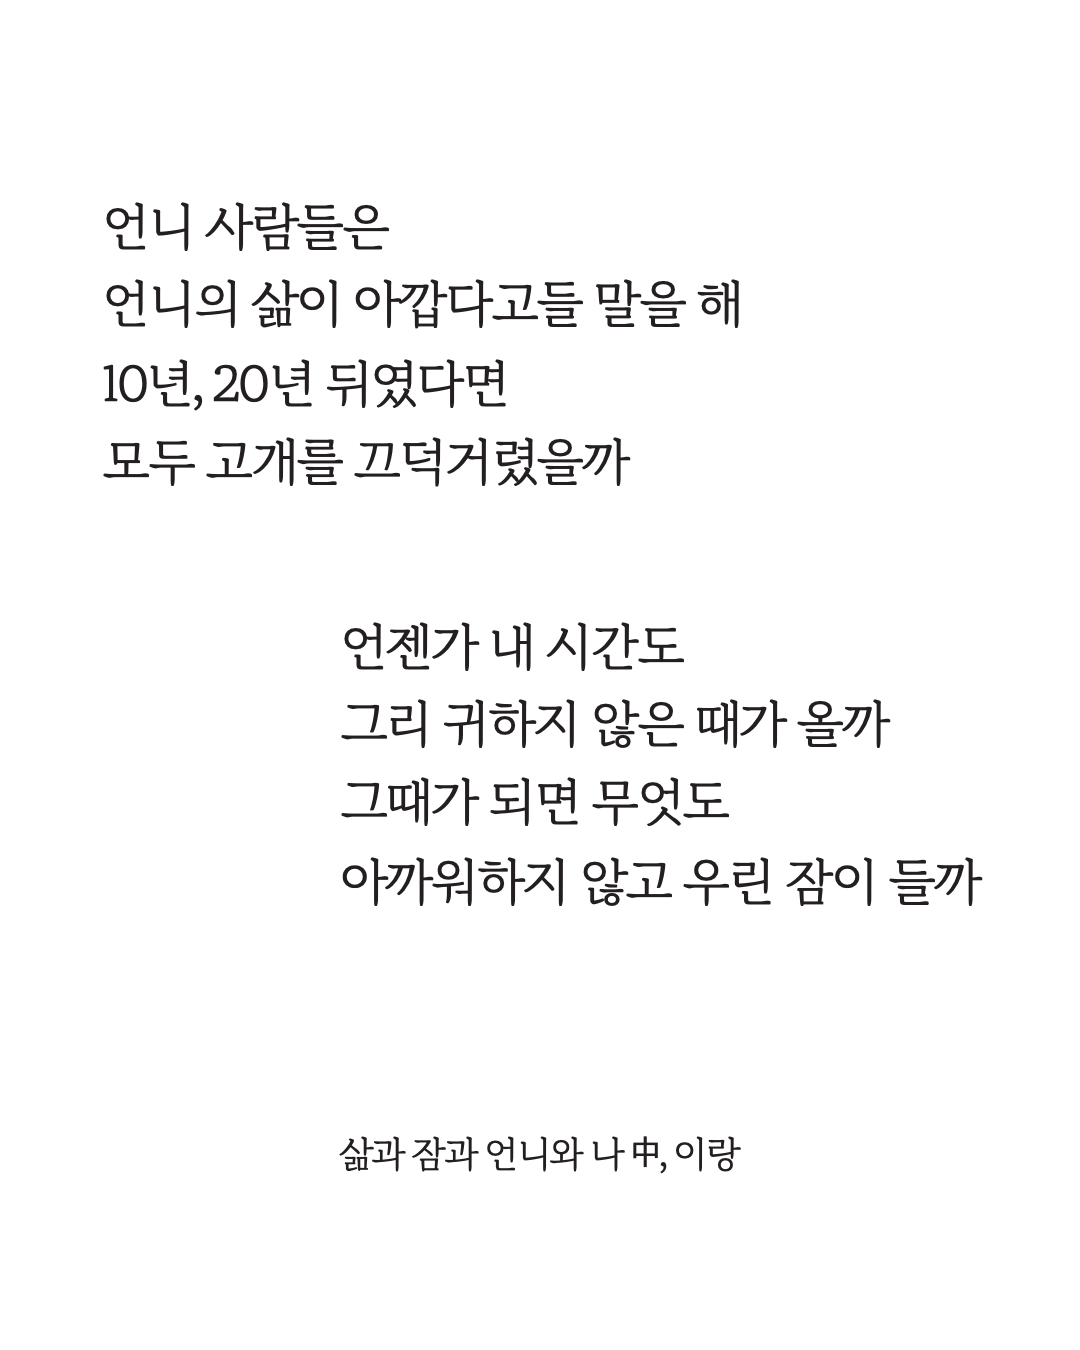 언니 사람들은
언니의 삶이 아깝다고들 말을 해
10년, 20년 뒤였다면
모두 고개를 끄덕거렸을까
언젠가 내 시간도
그리 귀하지 않은 때가 올까
그때가 되면 무엇도
아까워하지 않고 우린 잠이 들까
삶과 잠과 언니와 나 中, 이랑